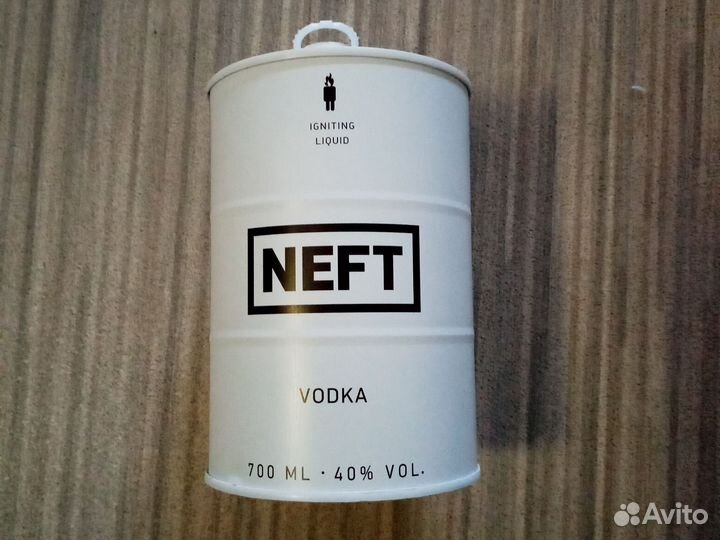 IGNITING
LIQUID
NEFT
VODKA
700 ML · 40% VOL.
Avito